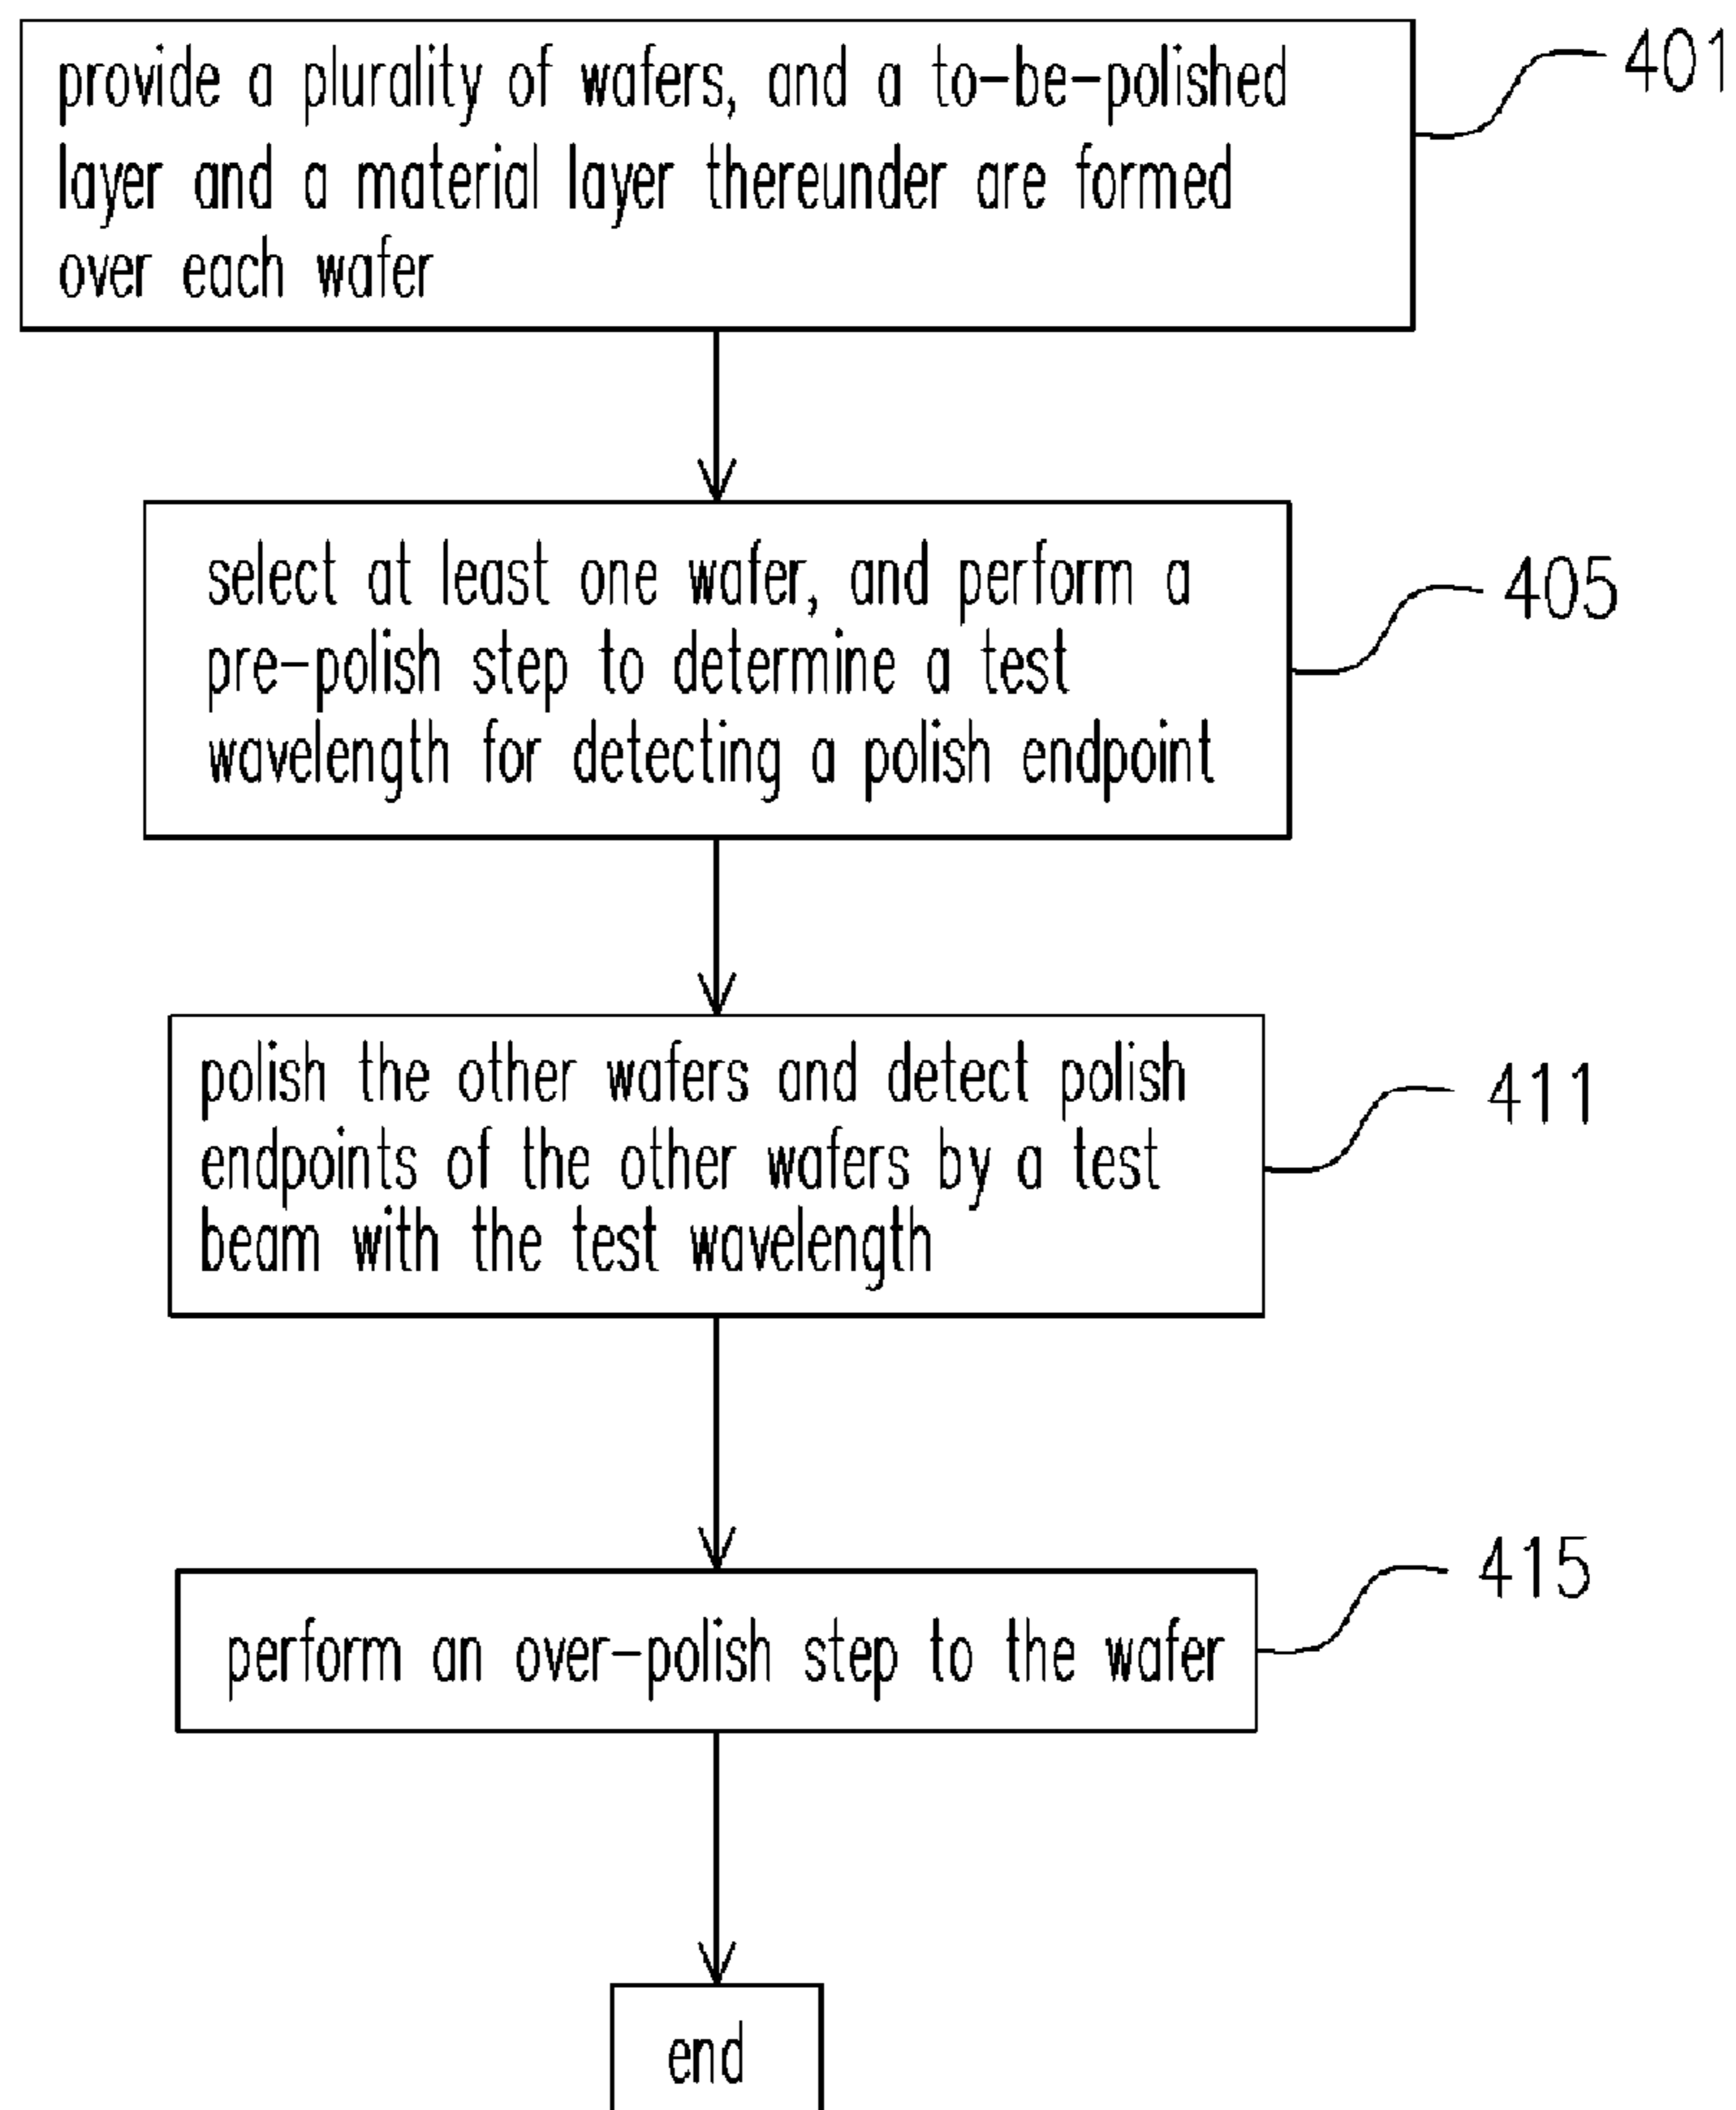 provide a plurality of wafers, and a to-be-polished
layer and a material layer thereunder are formed
over each wafer
401
select at least one wafer, and perform a
pre-polish step to determine a test
wavelength for detecting a polish endpoint
405
polish the other wafers and detect polish
endpoints of the other wafers by a test
beam with the test wavelength
411
perform an over-polish step to the wafer
415
end